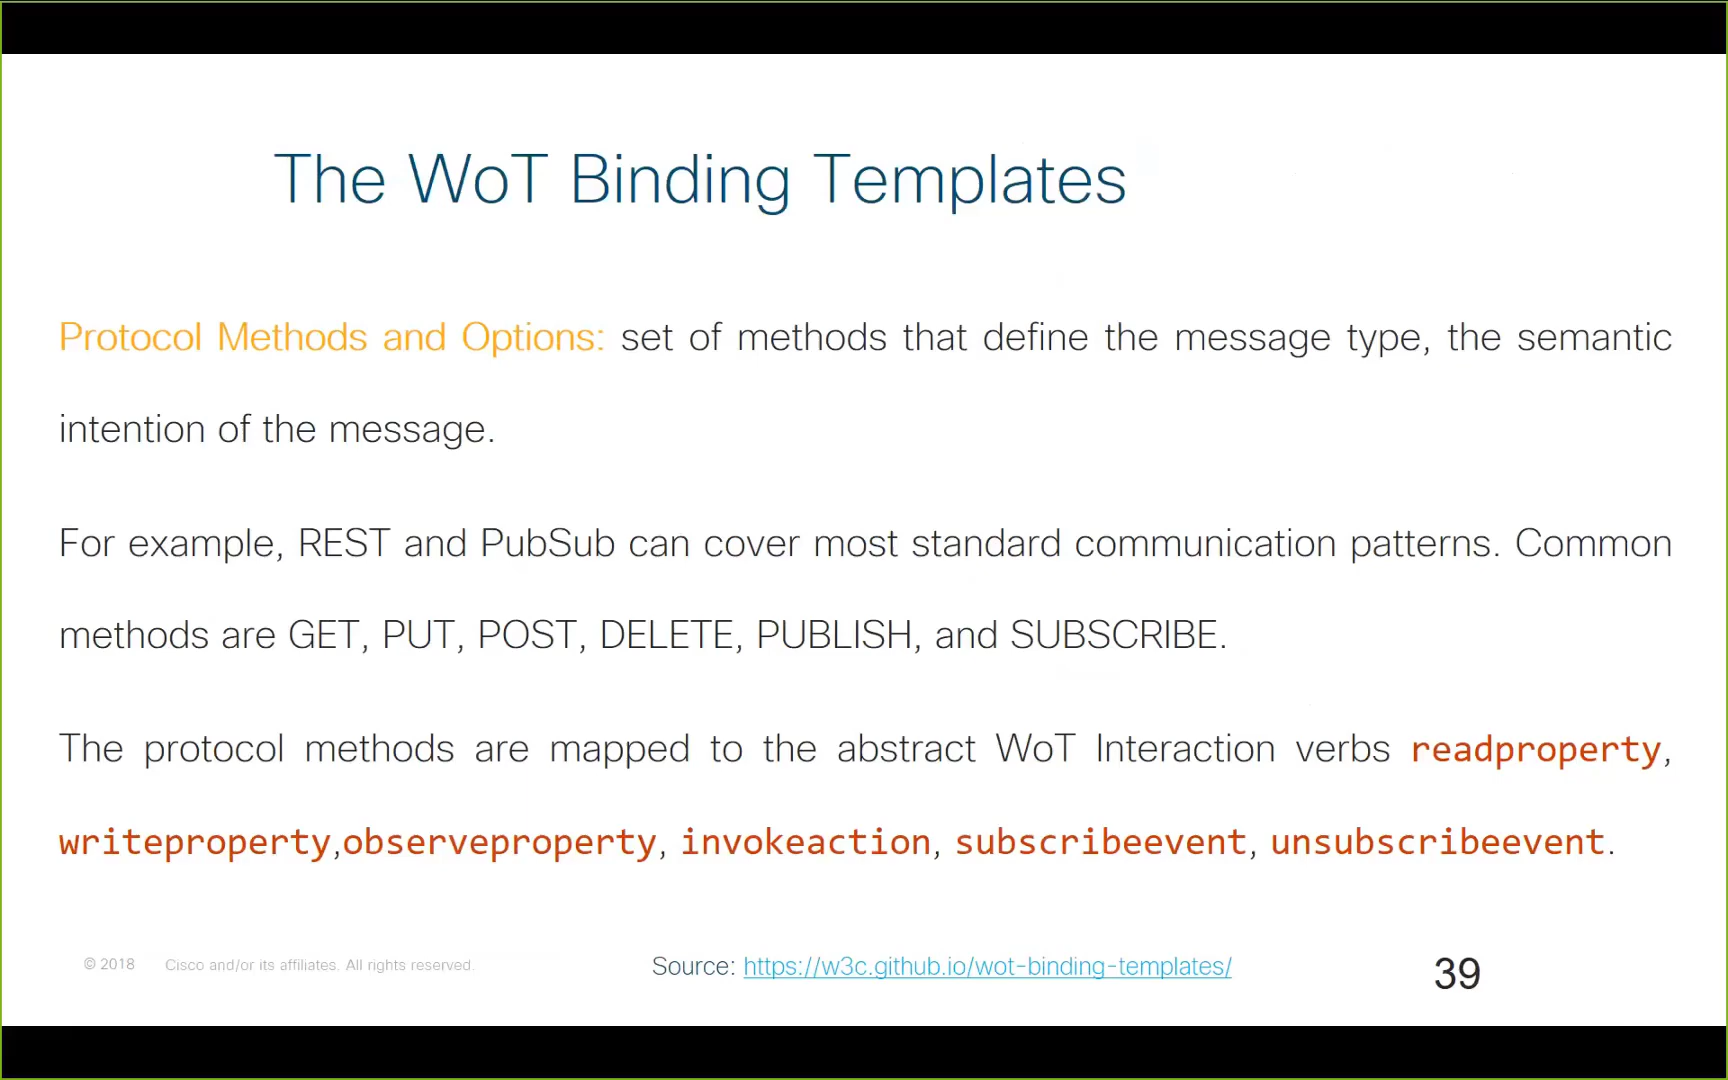 The WoT Binding Templates
Protocol Methods and Options: set of methods that define the message type, the semantic
intention of the message.
For example, REST and PubSub can cover most standard communication patterns. Common
methods are GET, PUT, POST, DELETE, PUBLISH, and SUBSCRIBE.
The protocol methods are mapped to the abstract WoT Interaction verbs readproperty,
writeproperty,observeproperty, invokeaction, subscribeevent, unsubscribeevent.
© 2018 Cisco and/or its affiliates. All rights reserved.
Source: https://w3c.github.io/wot-binding-templates/
39